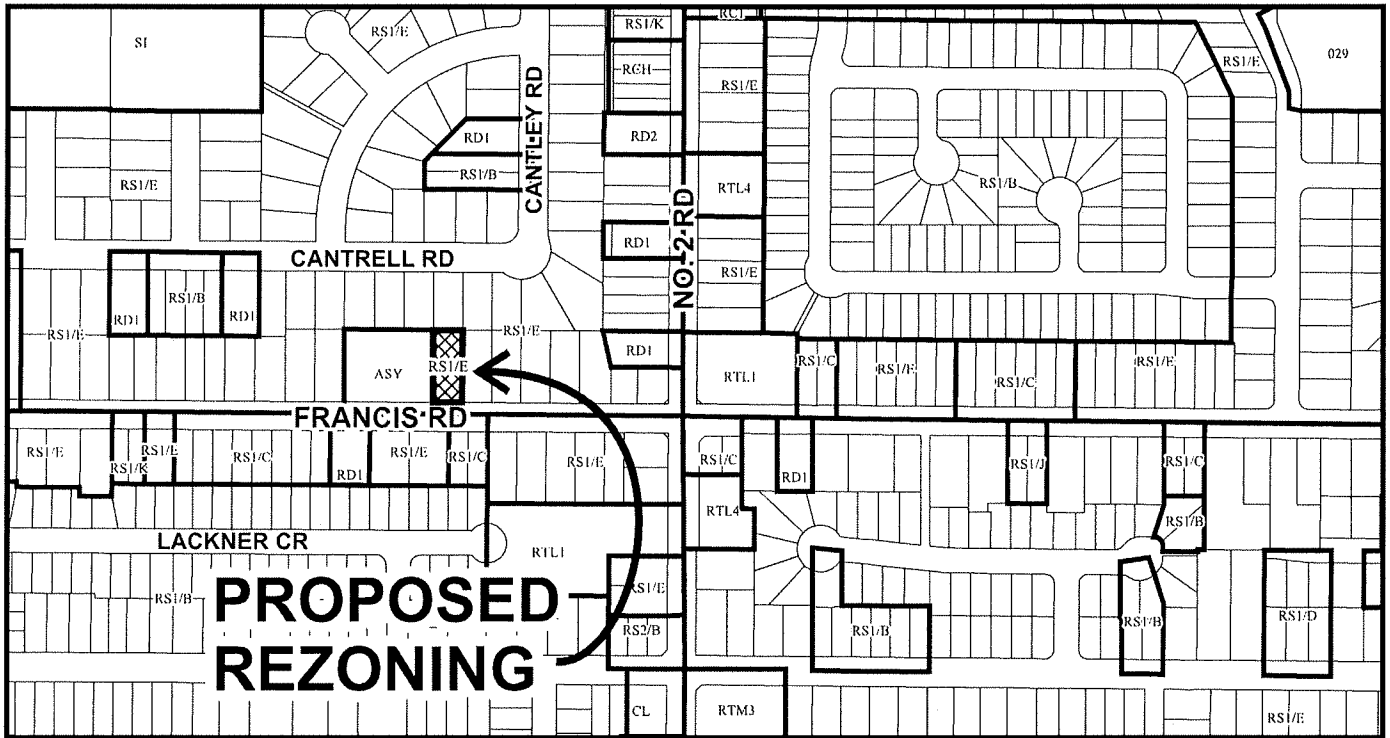 SI
RS1/E
CANTLEY RD
RS1/K
RCH
RC1
RS1/E
RS1/E
029
RD1
RS1/B
RD2
RTL4
RS1/B
RS1/E
CANTRELL RD
RD1
NO. 2 RD
RS1/E
RS1/E
RD1
RS1/B
RD1
ASY
RS1/E
RS1/E
RD1
RTL1
RS1/C
RS1/E
RS1/C
RS1/E
FRANCIS RD
RS1/E
RS1/K
RS1/E
RS1/C
RD1
RS1/E
RS1/C
RS1/E
RS1/C
RD1
RS1/J
RS1/C
LACKNER CR
RTL1
RTL4
RS1/B
RS1/B
RS1/E
RS2/B
RS1/B
RS1/B
RS1/D
PROPOSED
REZONING
CL
RTM3
RS1/E